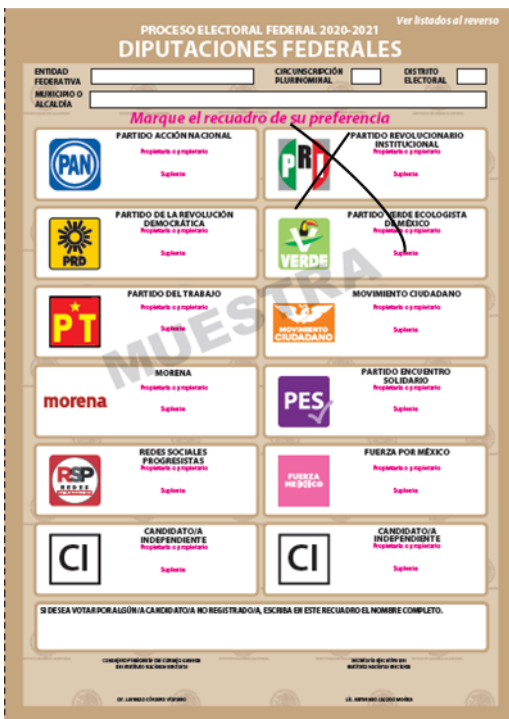 Ver listados al reverso
PROCESO ELECTORAL FEDERAL 2020-2021
DIPUTACIONES FEDERALES
ENTIDAD FEDERATIVA
CIRCUNSCRIPCIÓN PLURINOMINAL
DISTRITO ELECTORAL
MUNICIPIO O ALCALDÍA
Marque el recuadro de su preferencia
PAN
PARTIDO ACCIÓN NACIONAL
Propietaria o propietario
Suplente
PRI
PARTIDO REVOLUCIONARIO
INSTITUCIONAL
Propietaria o propietario
Suplente
PRD
PARTIDO DE LA REVOLUCIÓN
DEMOCRÁTICA
Propietaria o propietario
Suplente
VERDE
PARTIDO VERDE ECOLOGISTA
DE MÉXICO
Propietaria o propietario
Suplente
PT
PARTIDO DEL TRABAJO
Propietaria o propietario
Suplente
MOVIMIENTO
CIUDADANO
MOVIMIENTO CIUDADANO
Propietaria o propietario
Suplente
MUESTRA
morena
MORENA
Propietaria o propietario
Suplente
PES
PARTIDO ENCUENTRO
SOLIDARIO
Propietaria o propietario
Suplente
RSP
REDES
REDES SOCIALES
PROGRESISTAS
Propietaria o propietario
Suplente
FUERZA
MÉXICO
FUERZA POR MÉXICO
Propietaria o propietario
Suplente
CI
CANDIDATO/A
INDEPENDIENTE
Propietaria o propietario
Suplente
CI
CANDIDATO/A
INDEPENDIENTE
Propietaria o propietario
Suplente
SI DESEA VOTAR POR ALGÚN/A CANDIDATO/A NO REGISTRADO/A, ESCRIBA EN ESTE RECUADRO EL NOMBRE COMPLETO.